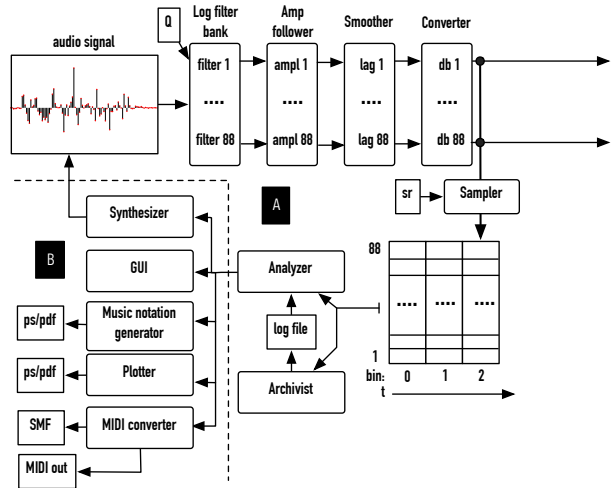 Q
Log filter
bank
Amp
follower
Smoother
Converter
audio signal
filter 1
....
filter 88
ampl 1
....
ampl 88
lag 1
....
lag 88
db 1
....
db 88
sr
Sampler
A
B
Synthesizer
GUI
Music notation
generator
Plotter
MIDI converter
ps/pdf
ps/pdf
SMF
MIDI out
Analyzer
log file
Archivist
88
.... .... ....
1
bin: 0 1 2
t